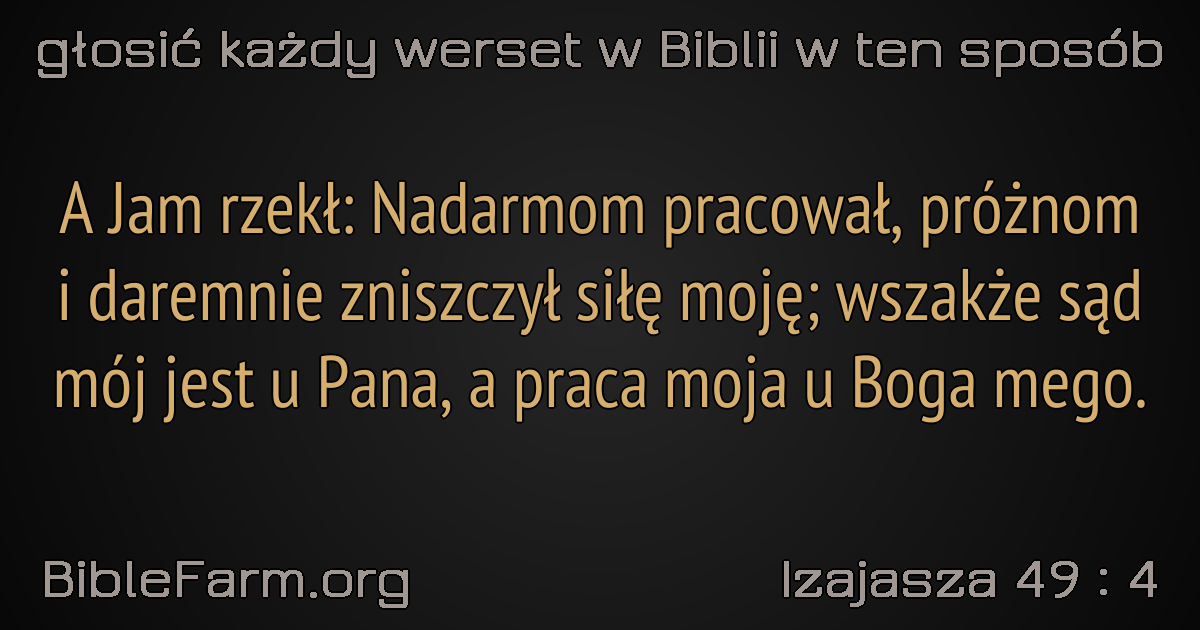 głosić każdy werset w Biblii w ten sposób
A Jam rzekł: Nadarmom pracował, próżnom
i daremnie zniszczył siłę moję; wszakże sąd
mój jest u Pana, a praca moja u Boga mego.
BibleFarm.org
Izajasza 49 : 4